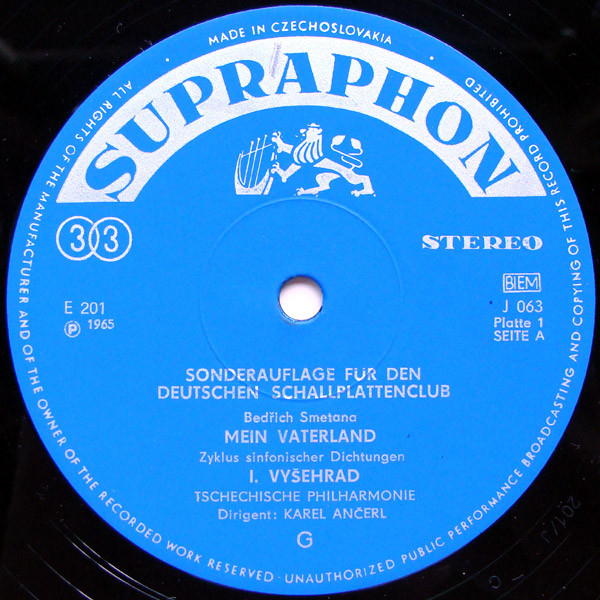 • MADE IN CZECHOSLOVAKIA •
SUPRAPHON
ALL RIGHTS OF THE MANUFACTURER AND OF THE OWNER OF THE RECORDED WORK RESERVED · UNAUTHORIZED PUBLIC PERFORMANCE BROADCASTING AND COPYING OF THIS RECORD PROHIBITED
33
STEREO
BIEM
E 201
℗ 1965
J 063
Platte 1
SEITE A
SONDERAUFLAGE FÜR DEN
DEUTSCHEN SCHALLPLATTENCLUB
Bedřich Smetana
MEIN VATERLAND
Zyklus sinfonischer Dichtungen
I. VYŠEHRAD
TSCHECHISCHE PHILHARMONIE
Dirigent: KAREL ANČERL
G